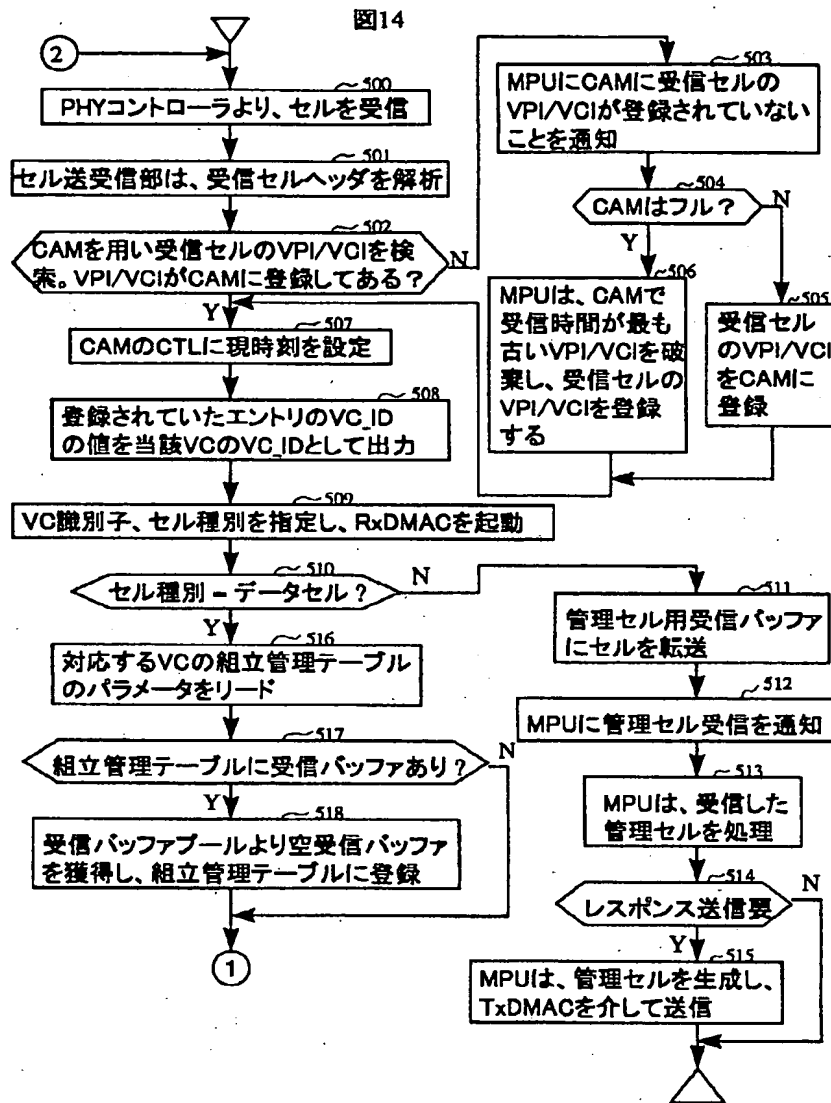 図14
2
500
PHYコントローラより、セルを受信
501
セル送受信部は、受信セルヘッダを解析
502
CAMを用い受信セルのVPI/VCIを検
索。VPI/VCIがCAMに登録してある?
N
Y
503
MPUにCAMに受信セルの
VPI/VCIが登録されていない
ことを通知
504
CAMはフル?
N
Y
506
MPUは、CAMで
受信時間が最も
古いVPI/VCIを破
棄し、受信セルの
VPI/VCIを登録
する
505
受信セル
のVPI/VCI
をCAMに
登録
507
CAMのCTLに現時刻を設定
508
登録されていたエントリのVC_ID
の値を当該VCのVC_IDとして出力
509
VC識別子、セル種別を指定し、RxDMACを起動
510
セル種別=データセル?
N
Y
511
管理セル用受信バッファ
にセルを転送
512
MPUに管理セル受信を通知
513
MPUは、受信した
管理セルを処理
514
レスポンス送信要
N
Y
515
MPUは、管理セルを生成し、
TxDMACを介して送信
516
対応するVCの組立管理テーブル
のパラメータをリード
517
組立管理テーブルに受信バッファあり?
N
Y
518
受信バッファプールより空受信バッファ
を獲得し、組立管理テーブルに登録
1